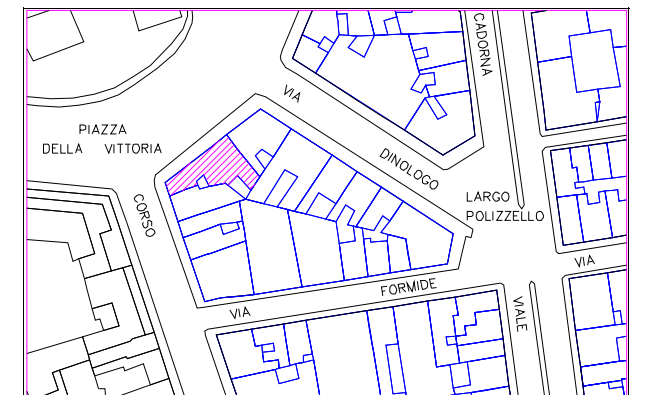 CADORNA
VIA
PIAZZA
DELLA VITTORIA
DINOLOGO
CORSO
LARGO
POLIZZELLO
VIA
FORMIDE
VIA
VIALE